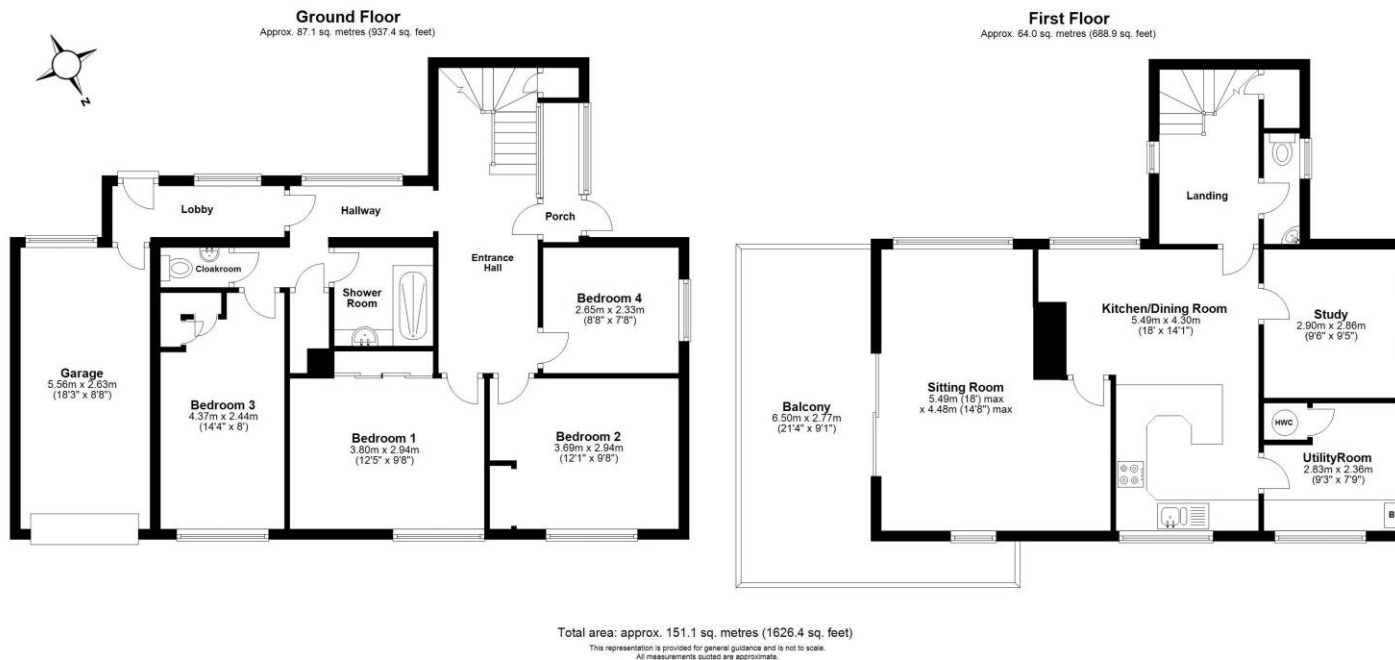 Ground Floor
Approx. 87.1 sq. metres (937.4 sq. feet)
N
Lobby
Hallway
Porch
Cloakroom
Entrance
Hall
Shower
Room
Bedroom 4
2.65m x 2.33m
(8'8" x 7'8")
Garage
5.56m x 2.63m
(18'3" x 8'8")
Bedroom 3
4.37m x 2.44m
(14'4" x 8')
Bedroom 1
3.80m x 2.94m
(12'5" x 9'8")
Bedroom 2
3.69m x 2.94m
(12'1" x 9'8")
First Floor
Approx. 64.0 sq. metres (688.9 sq. feet)
Landing
Kitchen/Dining Room
5.49m x 4.30m
(18' x 14'1")
Study
2.90m x 2.86m
(9'6" x 9'5")
Sitting Room
5.49m (18') max
x 4.48m (14'8") max
Balcony
6.50m x 2.77m
(21'4" x 9'1")
HWC
UtilityRoom
2.83m x 2.36m
(9'3" x 7'9")
B
Total area: approx. 151.1 sq. metres (1626.4 sq. feet)
This representation is provided for general guidance and is not to scale.
All measurements quoted are approximate.